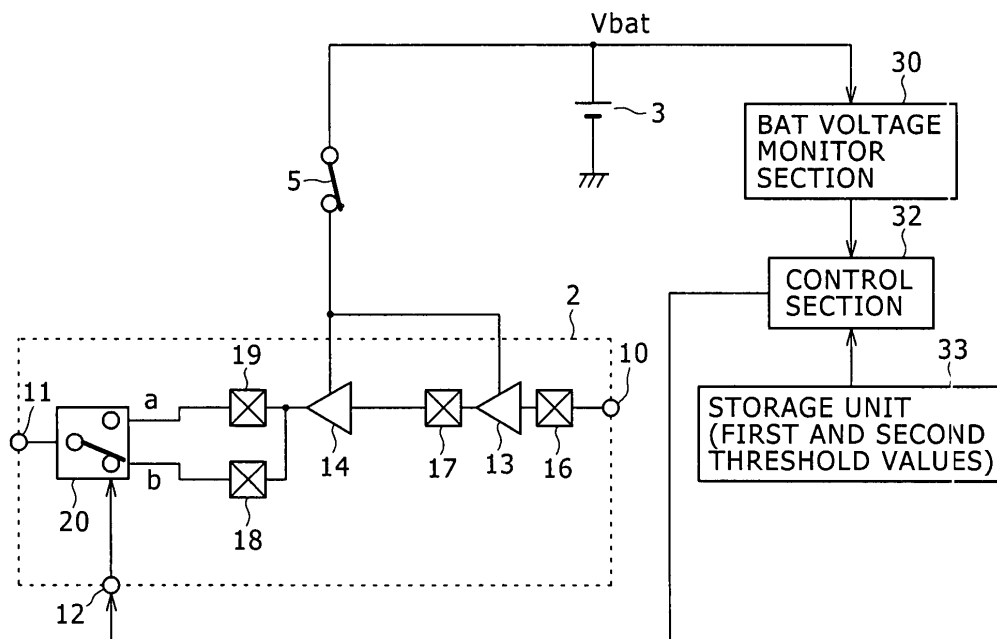 Vbat
3
30
BAT VOLTAGE
MONITOR
SECTION
5
32
CONTROL
SECTION
2
10
33
STORAGE UNIT
(FIRST AND SECOND
THRESHOLD VALUES)
11
a
19
14
17
13
16
b
20
18
12